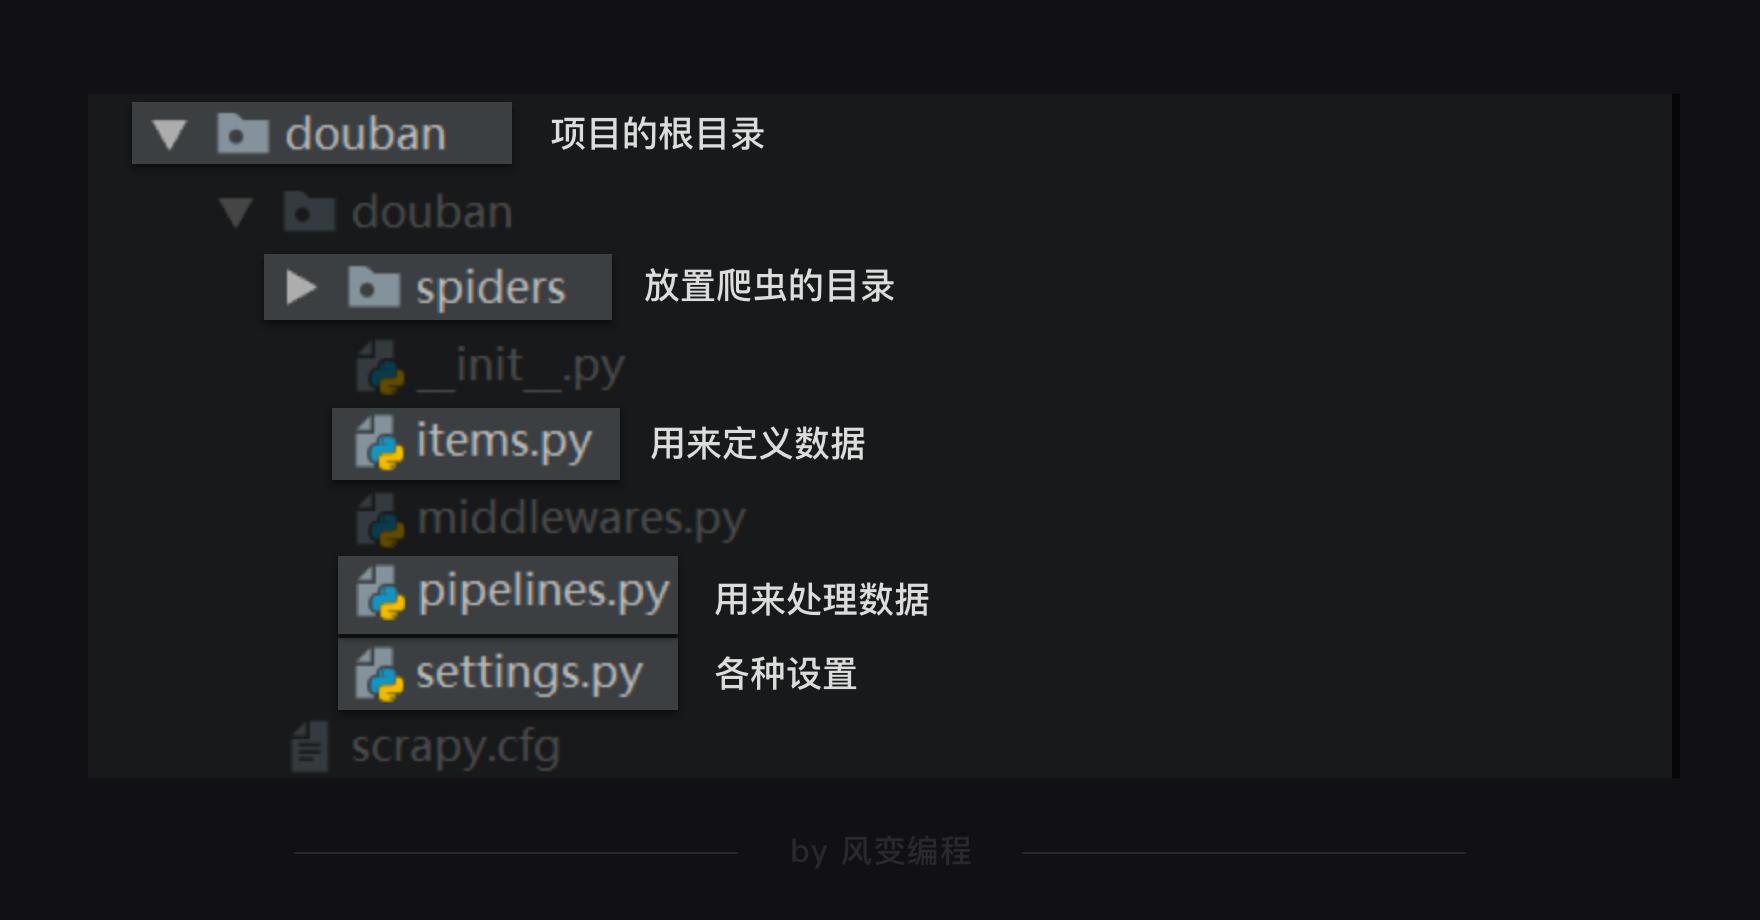 douban 项目的根目录
douban
spiders 放置爬虫的目录
__init__.py
items.py 用来定义数据
middlewares.py
pipelines.py 用来处理数据
settings.py 各种设置
scrapy.cfg
by 风变编程